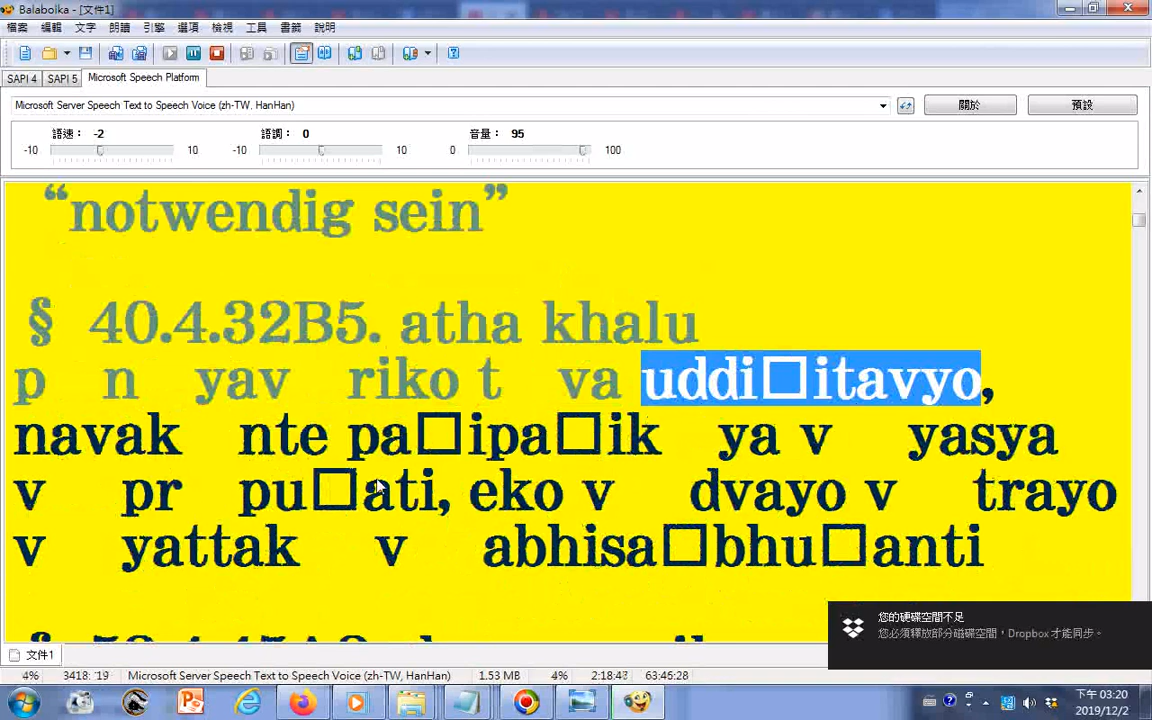 Balabolka - [文件1]
檔案 編輯 文字 朗讀 引擎 選項 檢視 工具 書籤 說明
SAPI 4 SAPI 5 Microsoft Speech Platform
Microsoft Server Speech Text to Speech Voice (zh-TW, HanHan)
關於 預設
語速： -2 語調： 0 音量： 95
-10 10 -10 10 0 100
“notwendig sein”
§ 40.4.32B5. atha khalu
p n yav riko t va uddi□itavyo,
navak nte pa□ipa□ik ya v yasya
v pr pu□ati, eko v dvayo v trayo
v yattak v abhisa□bhu□anti
您的硬碟空間不足
您必須釋放部分磁碟空間，Dropbox 才能同步。
文件1
4% 3418: 19 Microsoft Server Speech Text to Speech Voice (zh-TW, HanHan) 1.53 MB 4% 63:45:28
下午 03:20
2019/12/2